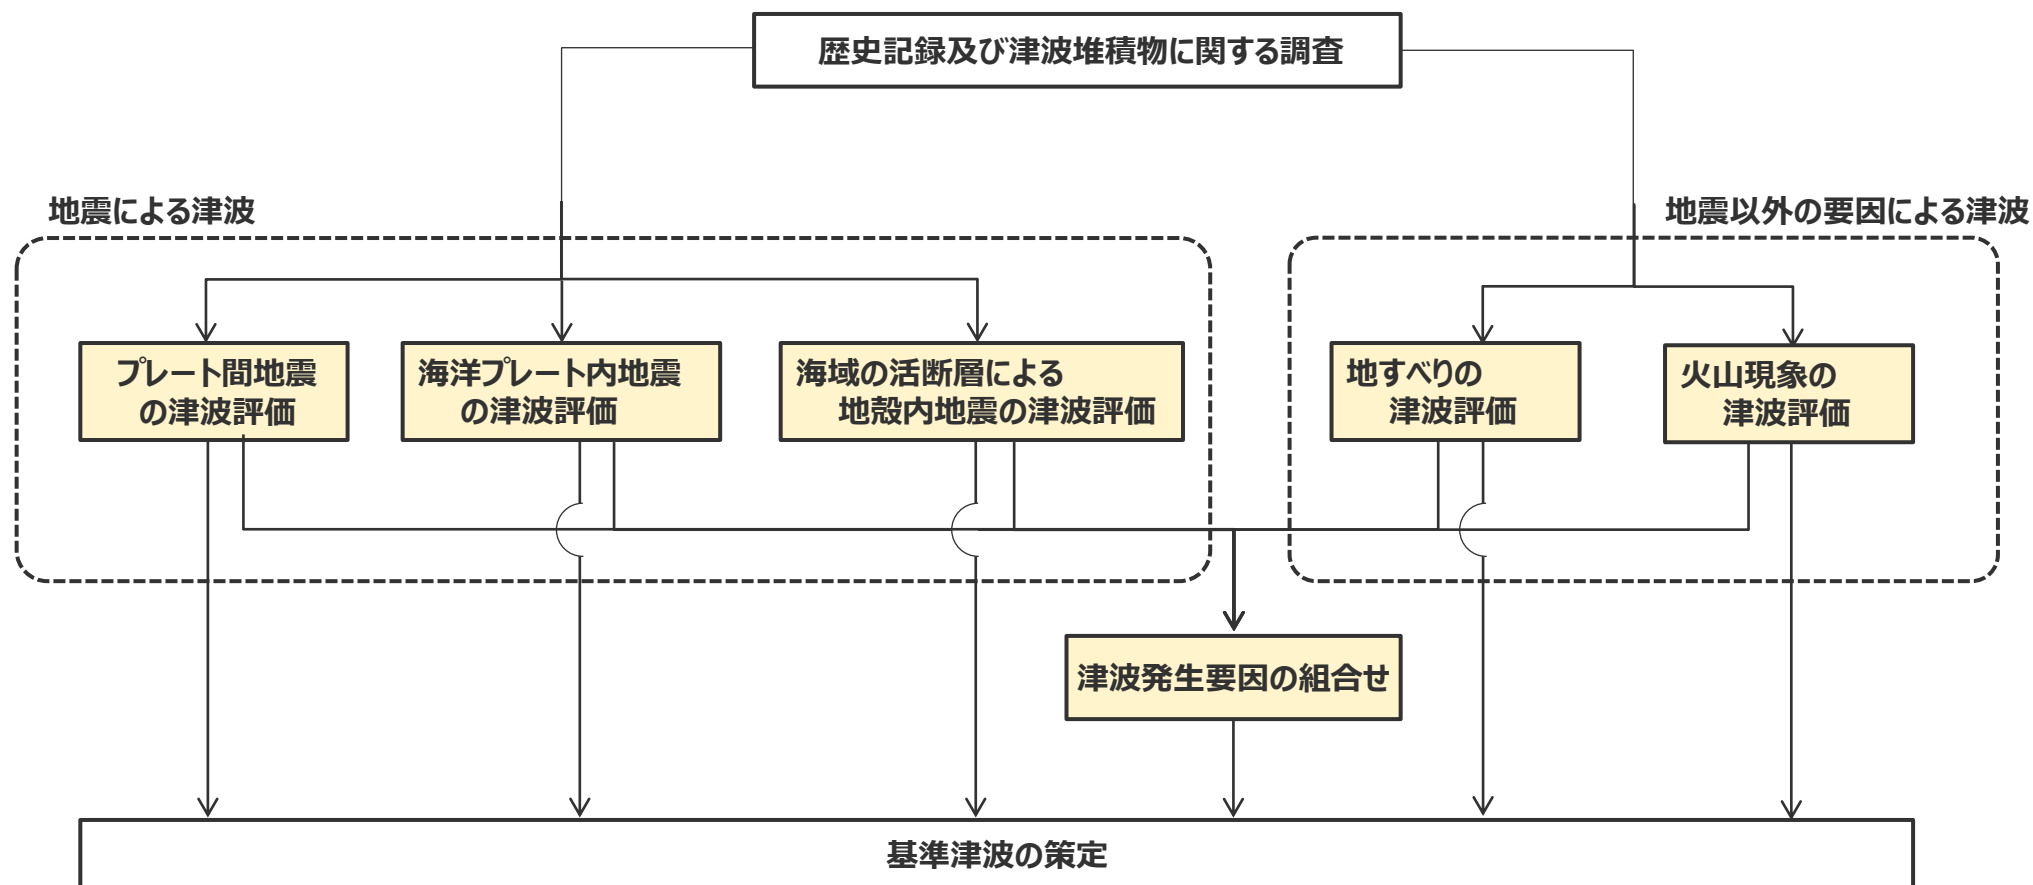 歴史記録及び津波堆積物に関する調査
地震による津波
地震以外の要因による津波
プレート間地震
の津波評価
海洋プレート内地震
の津波評価
海域の活断層による
地殻内地震の津波評価
地すべりの
津波評価
火山現象の
津波評価
津波発生要因の組合せ
基準津波の策定